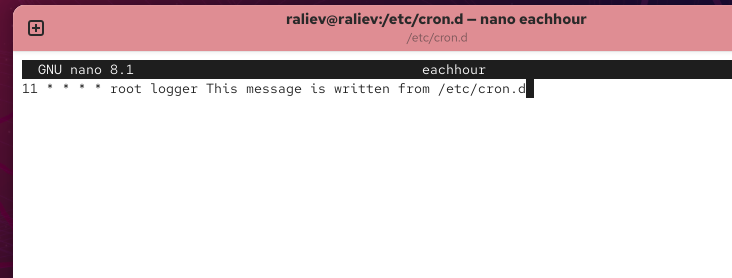 raliev@raliev:/etc/cron.d — nano eachhour
/etc/cron.d
GNU nano 8.1 eachhour
11 * * * * root logger This message is written from /etc/cron.d